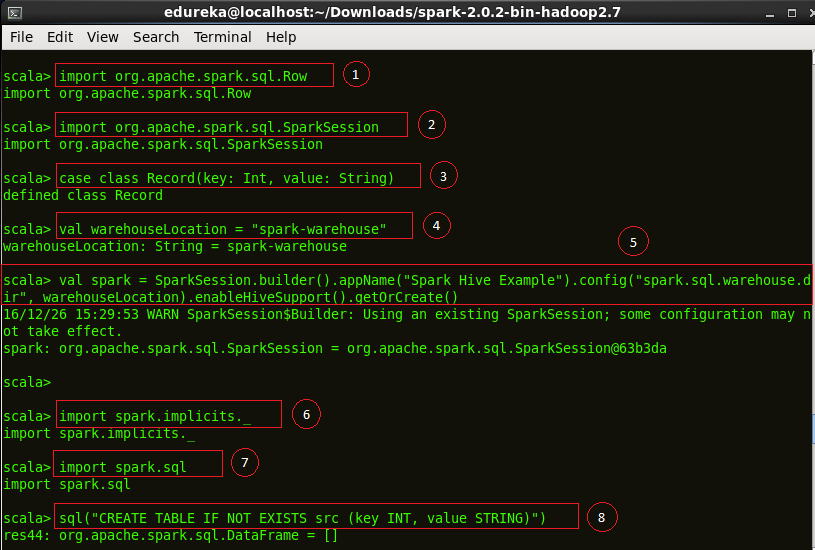 edureka@localhost:~/Downloads/spark-2.0.2-bin-hadoop2.7
File Edit View Search Terminal Help
scala> import org.apache.spark.sql.Row 1
import org.apache.spark.sql.Row
scala> import org.apache.spark.sql.SparkSession 2
import org.apache.spark.sql.SparkSession
scala> case class Record(key: Int, value: String) 3
defined class Record
scala> val warehouseLocation = "spark-warehouse" 4
warehouseLocation: String = spark-warehouse
5
scala> val spark = SparkSession.builder().appName("Spark Hive Example").config("spark.sql.warehouse.d
ir", warehouseLocation).enableHiveSupport().getOrCreate()
16/12/26 15:29:53 WARN SparkSession$Builder: Using an existing SparkSession; some configuration may n
ot take effect.
spark: org.apache.spark.sql.SparkSession = org.apache.spark.sql.SparkSession@63b3da
scala>
scala> import spark.implicits._ 6
import spark.implicits._
scala> import spark.sql 7
import spark.sql
scala> sql("CREATE TABLE IF NOT EXISTS src (key INT, value STRING)") 8
res44: org.apache.spark.sql.DataFrame = []